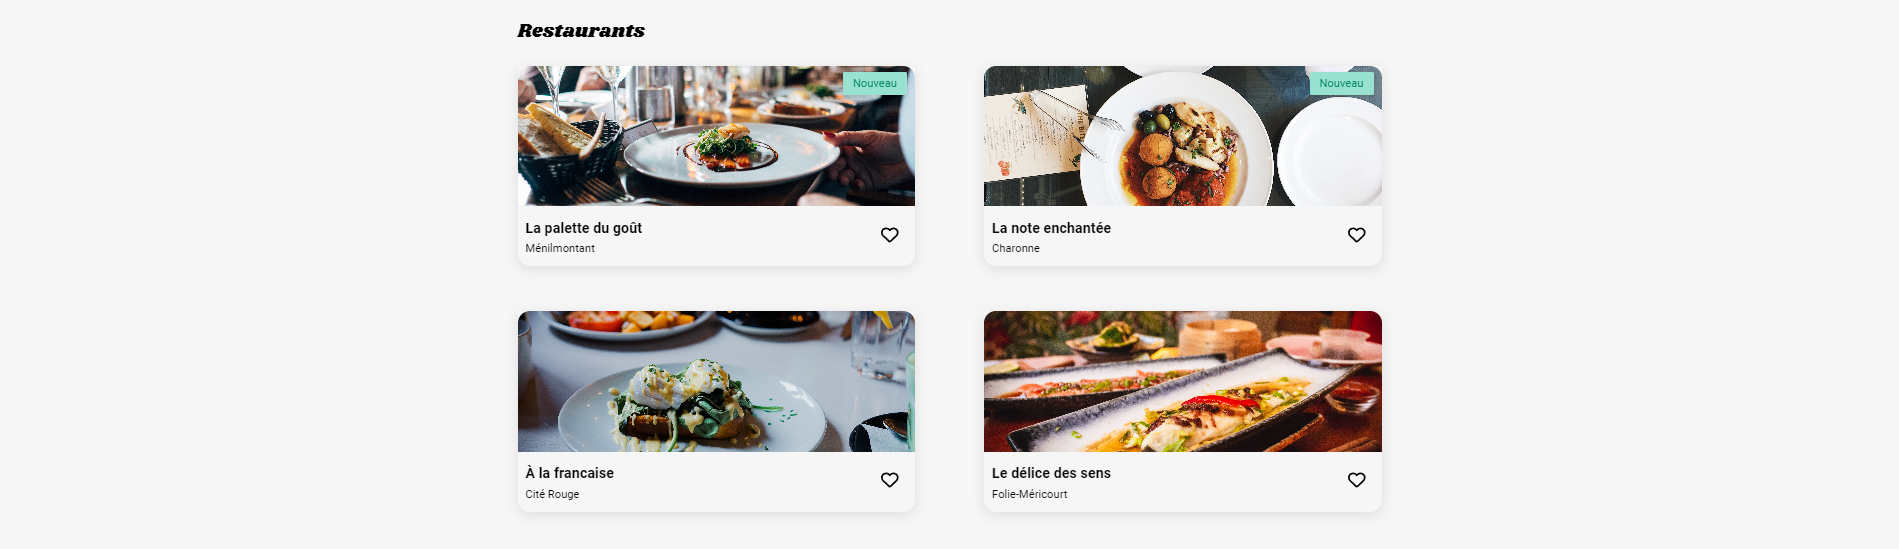 Restaurants
Nouveau
La palette du goût
Ménilmontant
Nouveau
La note enchantée
Charonne
À la francaise
Cité Rouge
Le délice des sens
Folie-Méricourt